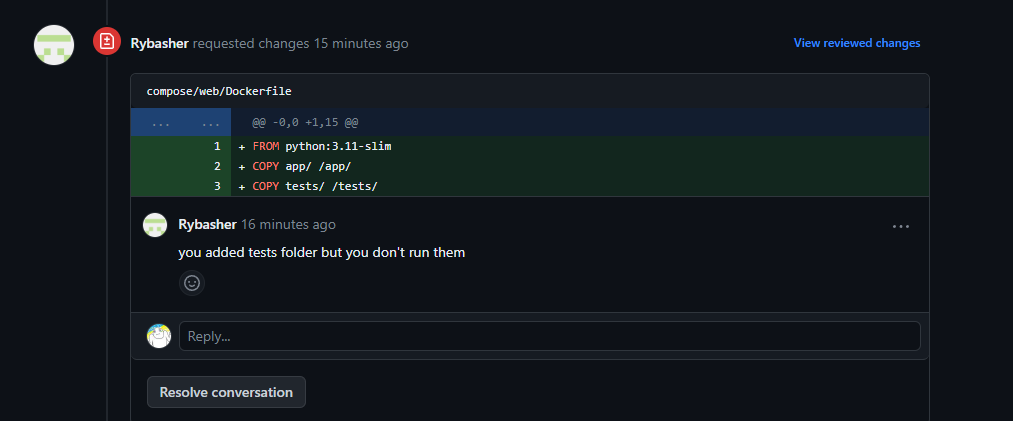 Rybasher requested changes 15 minutes ago
View reviewed changes
compose/web/Dockerfile
... ... @@ -0,0 +1,15 @@
1 + FROM python:3.11-slim
2 + COPY app/ /app/
3 + COPY tests/ /tests/
Rybasher 16 minutes ago
...
you added tests folder but you don't run them
Reply...
Resolve conversation